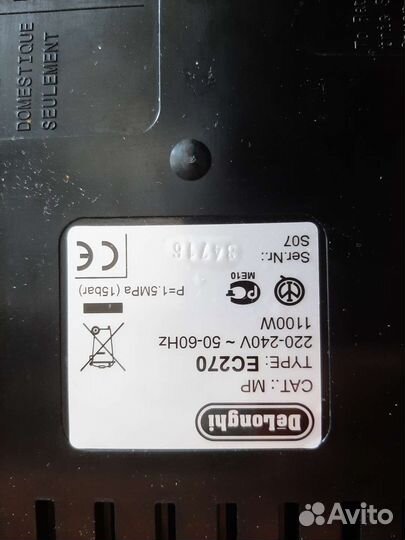 DeLonghi
CAT.: MP
TYPE: EC270
220-240V ~ 50-60Hz
1100W
P=1.5MPa (15bar)
ME10
CE
Ser.Nr.: 84716
S07
DOMESTIQUE
SEULEMENT
Avito